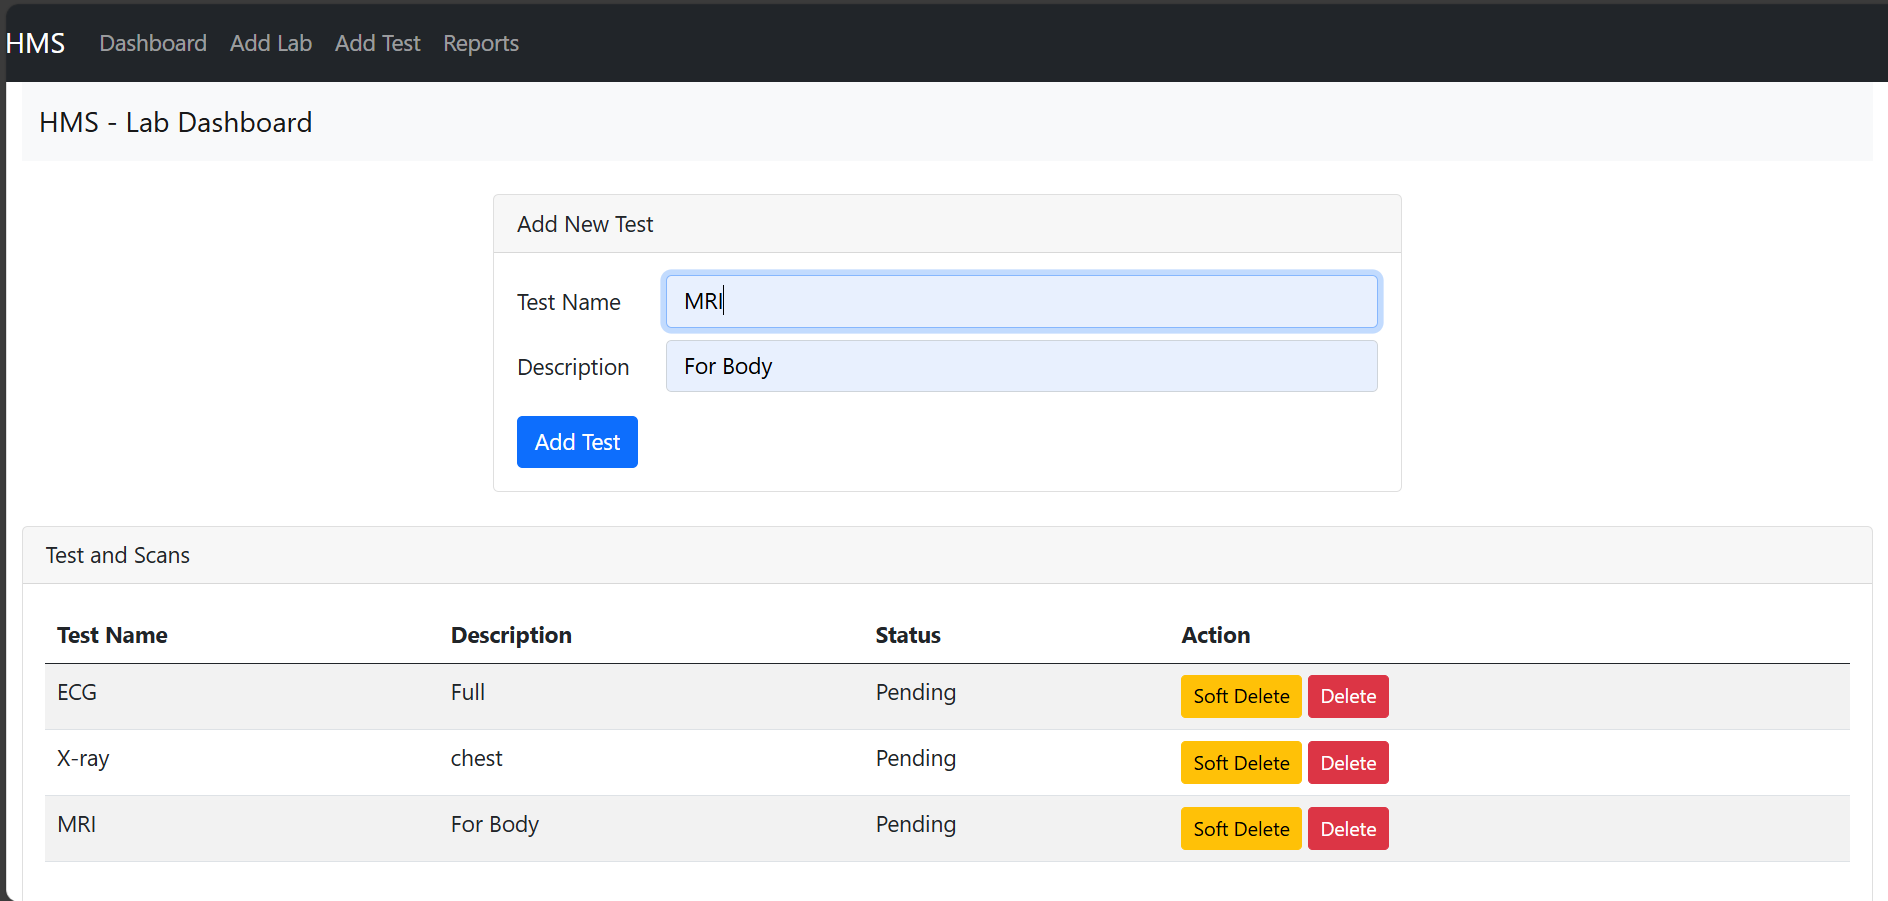 HMS Dashboard Add Lab Add Test Reports
HMS - Lab Dashboard
Add New Test
Test Name MRI
Description For Body
Add Test
Test and Scans
Test Name Description Status Action
ECG Full Pending Soft Delete Delete
X-ray chest Pending Soft Delete Delete
MRI For Body Pending Soft Delete Delete